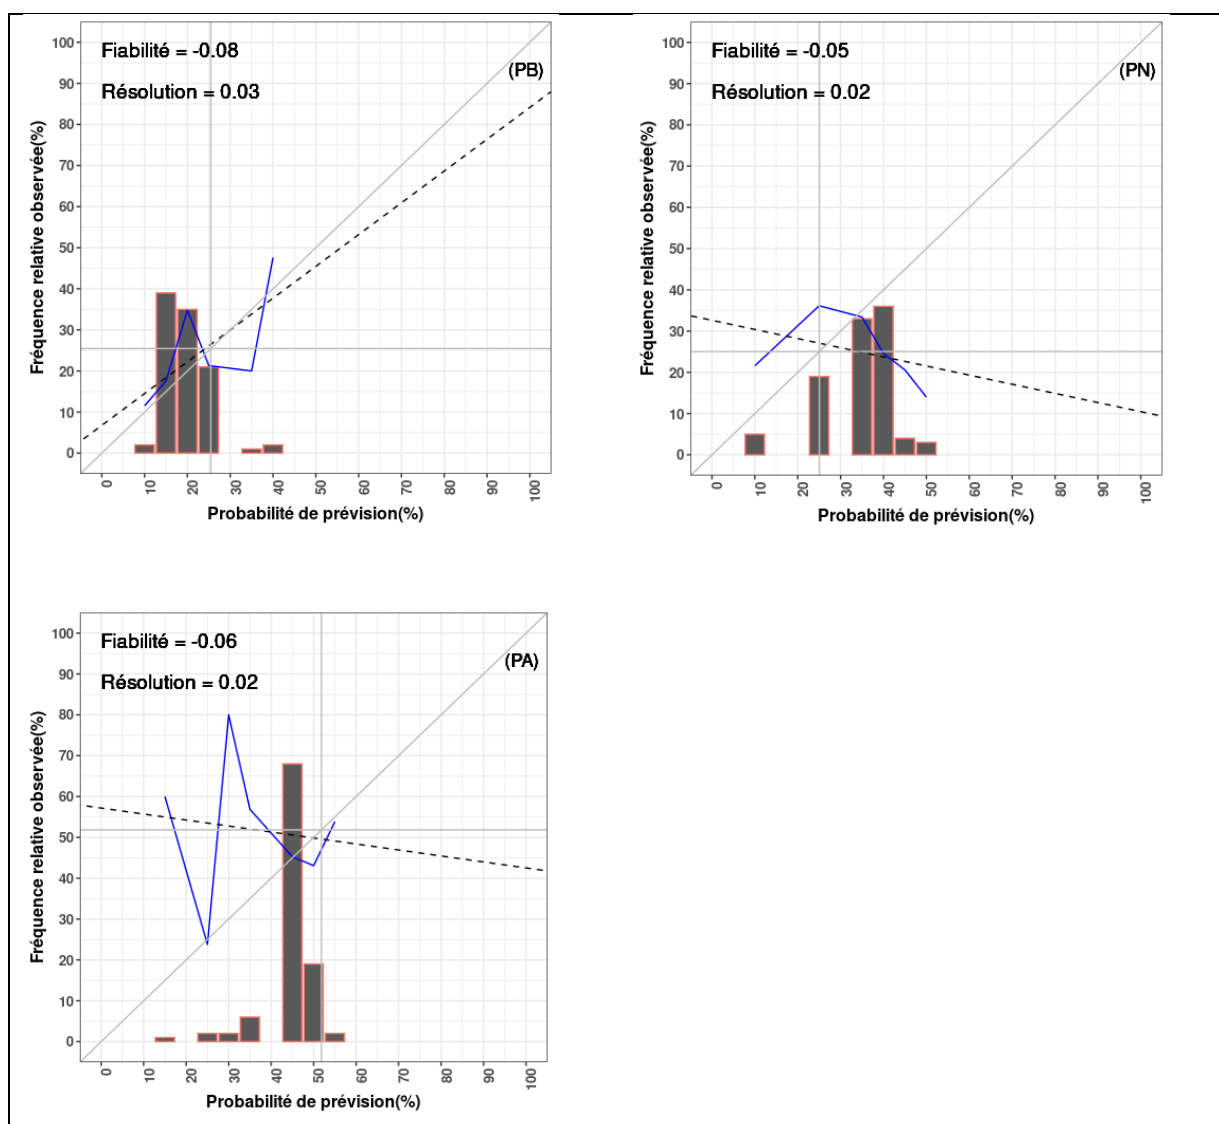 Fiabilité = -0.08
(PB)
Résolution = 0.03
Fréquence relative observée(%)
100
90
80
70
60
50
40
30
20
10
0
0 10 20 30 40 50 60 70 80 90 100
Probabilité de prévision(%)
Fiabilité = -0.05
(PN)
Résolution = 0.02
Fréquence relative observée(%)
100
90
80
70
60
50
40
30
20
10
0
0 10 20 30 40 50 60 70 80 90 100
Probabilité de prévision(%)
Fiabilité = -0.06
(PA)
Résolution = 0.02
Fréquence relative observée(%)
100
90
80
70
60
50
40
30
20
10
0
0 10 20 30 40 50 60 70 80 90 100
Probabilité de prévision(%)